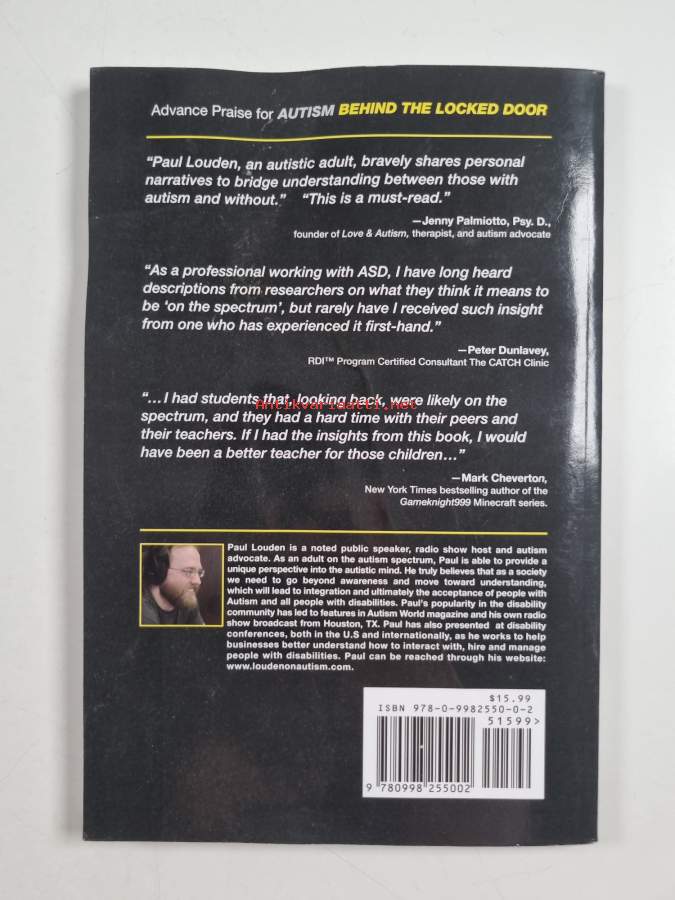 Advance Praise for AUTISM BEHIND THE LOCKED DOOR
“Paul Louden, an autistic adult, bravely shares personal
narratives to bridge understanding between those with
autism and without.” “This is a must-read.”
—Jenny Palmiotto, Psy. D.,
founder of Love & Autism, therapist, and autism advocate
“As a professional working with ASD, I have long heard
descriptions from researchers on what they think it means to
be ‘on the spectrum’, but rarely have I received such insight
from one who has experienced it first-hand.”
—Peter Dunlavey,
RDI™ Program Certified Consultant The CATCH Clinic
“…I had students that, looking back, were likely on the
Antikvariaatti.net
spectrum, and they had a hard time with their peers and
their teachers. If I had the insights from this book, I would
have been a better teacher for those children…”
—Mark Cheverton,
New York Times bestselling author of the
Gameknight999 Minecraft series.
Paul Louden is a noted public speaker, radio show host and autism
advocate. As an adult on the autism spectrum, Paul is able to provide a
unique perspective into the autistic mind. He truly believes that as a society
we need to go beyond awareness and move toward understanding,
which will lead to integration and ultimately the acceptance of people with
Autism and all people with disabilities. Paul's popularity in the disability
community has led to features in Autism World magazine and his own radio
show broadcast from Houston, TX. Paul has also presented at disability
conferences, both in the U.S and internationally, as he works to help
businesses better understand how to interact with, hire and manage
people with disabilities. Paul can be reached through his website:
www.loudenonautism.com.
$15.99
ISBN 978-0-9982550-0-2
51599>
9 780998 255002